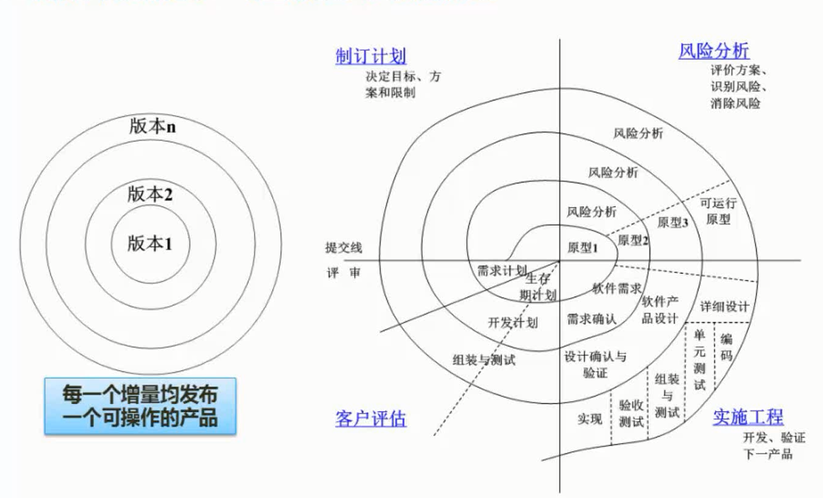 版本n
版本2
版本1
每一个增量均发布
一个可操作的产品
制订计划
决定目标、方
案和限制
风险分析
评价方案、
识别风险、
消除风险
风险分析
风险分析
风险分析
可运行
原型
原型3
原型2
原型1
提交线
评 审
需求计划
生存
期计划
开发计划
组装与测试
软件需求
需求确认
软件产
品设计
设计确认与
验证
详细设计
单元测试
编码
组装与测试
验收
测试
实现
客户评估
实施工程
开发、验证
下一产品